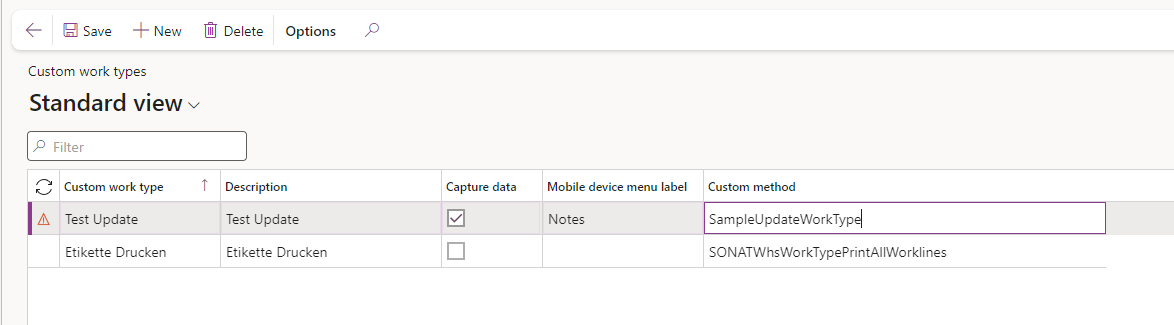 Save New Delete Options
Custom work types
Standard view
Filter
Custom work type Description Capture data Mobile device menu label Custom method
Test Update Test Update Notes SampleUpdateWorkType
Etikette Drucken Etikette Drucken SONATWhsWorkTypePrintAllWorklines